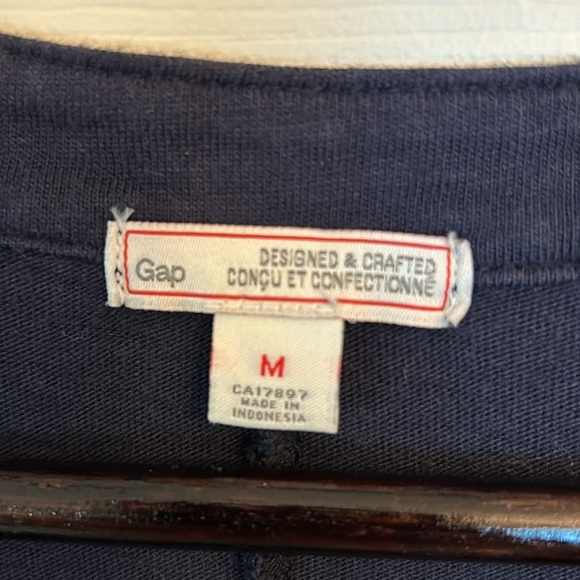 Gap
DESIGNED & CRAFTED
CONÇU ET CONFECTIONNÉ
M
CA17897
MADE IN
INDONESIA